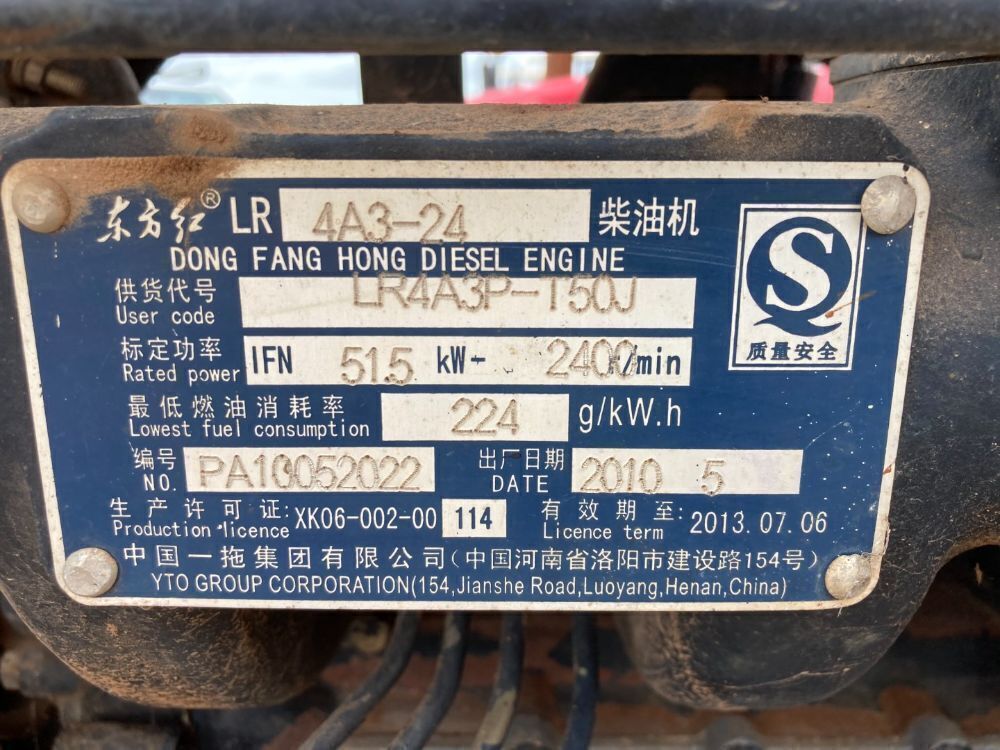 东方红® LR 4A3-24 柴油机
DONG FANG HONG DIESEL ENGINE
供货代号 LR4A3P-T50J
User code
标定功率 IFN 51.5 kW- 2400r/min
Rated power
最低燃油消耗率 224 g/kW.h
Lowest fuel consumption
编号 PA10052022 出厂日期 2010 5
NO. DATE
生产许可证: XK06-002-00 114 有效期至: 2013.07.06
Production licence Licence term
中国一拖集团有限公司(中国河南省洛阳市建设路154号)
YTO GROUP CORPORATION(154,Jianshe Road,Luoyang,Henan,China)
质量安全